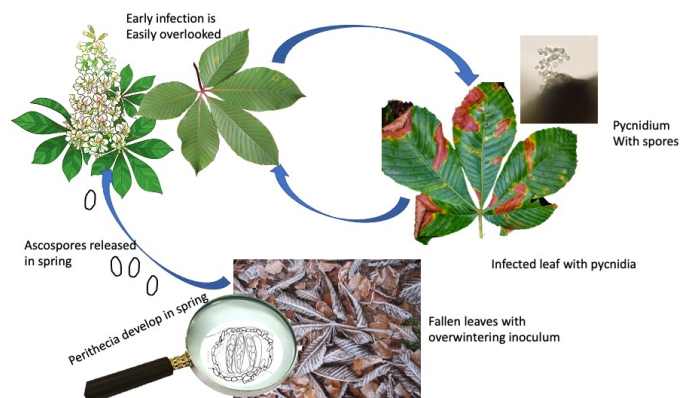 Early infection is
Easily overlooked
Pycnidium
With spores
Ascospores released
in spring
Infected leaf with pycnidia
Perithecia develop in spring
Fallen leaves with
overwintering inoculum